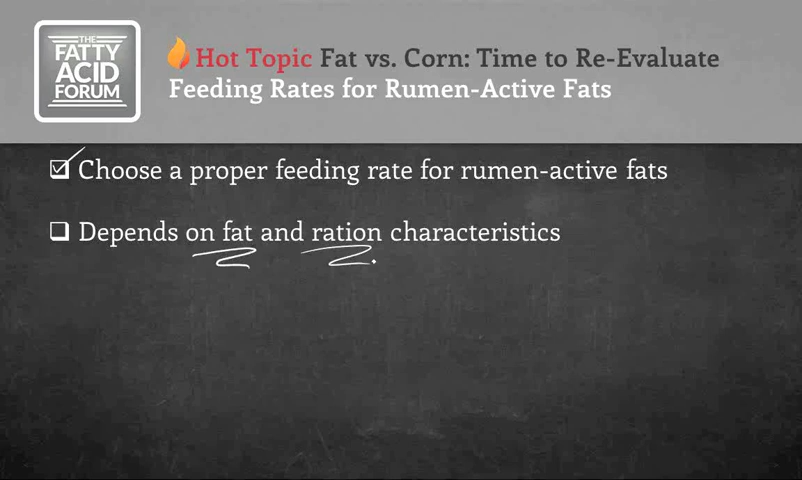 THE
FATTY
ACID
FORUM
Hot Topic Fat vs. Corn: Time to Re-Evaluate
Feeding Rates for Rumen-Active Fats
Choose a proper feeding rate for rumen-active fats
Depends on fat and ration characteristics